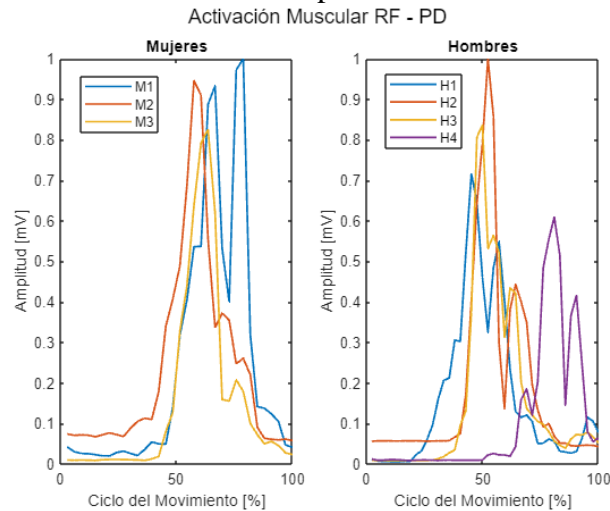 Activación Muscular RF - PD
Mujeres
Amplitud [mV]
1
0.9
0.8
0.7
0.6
0.5
0.4
0.3
0.2
0.1
0
M1
M2
M3
0
50
100
Ciclo del Movimiento [%]
Hombres
Amplitud [mV]
1
0.9
0.8
0.7
0.6
0.5
0.4
0.3
0.2
0.1
0
H1
H2
H3
H4
0
50
100
Ciclo del Movimiento [%]